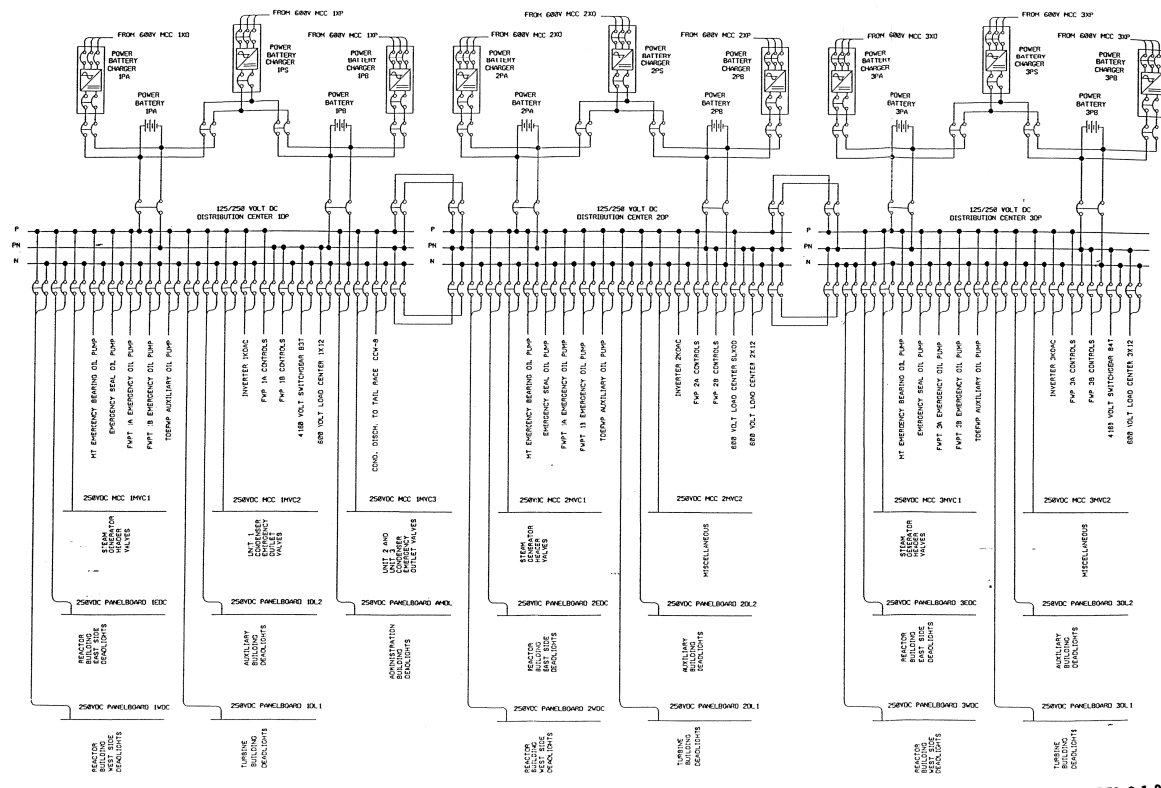 FROM 600V MCC 1XP
FROM 600V MCC 1XO
FROM 600V MCC 1XP
POWER
BATTERY
CHARGER
1PA
POWER
BATTERY
CHARGER
1PS
POWER
BATTERY
CHARGER
1PB
POWER
BATTERY
1PA
POWER
BATTERY
1PB
FROM 600V MCC 2XO
FROM 600V MCC 2XO
FROM 600V MCC 2XP
POWER
BATTERY
CHARGER
2PA
POWER
BATTERY
CHARGER
2PS
POWER
BATTERY
CHARGER
2PB
POWER
BATTERY
2PA
POWER
BATTERY
2PB
FROM 600V MCC 3XP
FROM 600V MCC 3XO
FROM 600V MCC 3XP
POWER
BATTERY
CHARGER
3PA
POWER
BATTERY
CHARGER
3PS
POWER
BATTERY
CHARGER
3PB
POWER
BATTERY
3PA
POWER
BATTERY
3PB
125/250 VOLT DC
DISTRIBUTION CENTER 1DP
125/250 VOLT DC
DISTRIBUTION CENTER 2DP
125/250 VOLT DC
DISTRIBUTION CENTER 3DP
P
PN
N
P
PN
N
P
PN
N
MT EMERGENCY BEARING OIL PUMP
EMERGENCY SEAL OIL PUMP
FWPT 1A EMERGENCY OIL PUMP
FWPT 1B EMERGENCY OIL PUMP
TDEFWP AUXILIARY OIL PUMP
INVERTER 1KOAC
FWP 1A CONTROLS
FWP 1B CONTROLS
4160 VOLT SWITCHGEAR B3T
600 VOLT LOAD CENTER 1X12
COND. DISCH. TO TAIL RACE CCW-8
MT EMERGENCY BEARING OIL PUMP
EMERGENCY SEAL OIL PUMP
FWPT 1A EMERGENCY OIL PUMP
FWPT 1B EMERGENCY OIL PUMP
TDEFWP AUXILIARY OIL PUMP
INVERTER 2KOAC
FWP 2A CONTROLS
FWP 2B CONTROLS
600 VOLT LOAD CENTER SLXOD
600 VOLT LOAD CENTER 2X12
MT EMERGENCY BEARING OIL PUMP
EMERGENCY SEAL OIL PUMP
FWPT 3A EMERGENCY OIL PUMP
FWPT 2B EMERGENCY OIL PUMP
TDEFWP AUXILIARY OIL PUMP
INVERTER 3KOAC
FWP 3A CONTROLS
FWP 3B CONTROLS
4160 VOLT SWITCHGEAR B4T
600 VOLT LOAD CENTER 3X12
250VDC MCC 1MVC1
STEAM
GENERATOR
HEADER
VALVES
250VDC MCC 1MVC2
UNIT 1
CONDENSER
EMERGENCY
OUTLET
VALVES
250VDC MCC 1MVC3
UNIT 2 AND
UNIT 3
CONDENSER
EMERGENCY
OUTLET VALVES
250VDC MCC 2MVC1
STEAM
GENERATOR
HEADER
VALVES
250VDC MCC 2MVC2
MISCELLANEOUS
250VDC MCC 3MVC1
STEAM
GENERATOR
HEADER
VALVES
250VDC MCC 3MVC2
MISCELLANEOUS
250VDC PANELBOARD 1EDC
REACTOR
BUILDING
EAST SIDE
DEADLIGHTS
250VDC PANELBOARD 1DL2
AUXILIARY
BUILDING
DEADLIGHTS
250VDC PANELBOARD AMDL
ADMINISTRATION
BUILDING
DEADLIGHTS
250VDC PANELBOARD 2EDC
REACTOR
BUILDING
EAST SIDE
DEADLIGHTS
250VDC PANELBOARD 2DL2
AUXILIARY
BUILDING
DEADLIGHTS
250VDC PANELBOARD 3EDC
REACTOR
BUILDING
EAST SIDE
DEADLIGHTS
250VDC PANELBOARD 3DL2
AUXILIARY
BUILDING
DEADLIGHTS
250VDC PANELBOARD 1WDC
REACTOR
BUILDING
WEST SIDE
DEADLIGHTS
250VDC PANELBOARD 1DL1
TURBINE
BUILDING
DEADLIGHTS
250VDC PANELBOARD 2WDC
REACTOR
BUILDING
WEST SIDE
DEADLIGHTS
250VDC PANELBOARD 2DL1
TURBINE
BUILDING
DEADLIGHTS
250VDC PANELBOARD 3WDC
REACTOR
BUILDING
WEST SIDE
DEADLIGHTS
250VDC PANELBOARD 3DL1
TURBINE
BUILDING
DEADLIGHTS